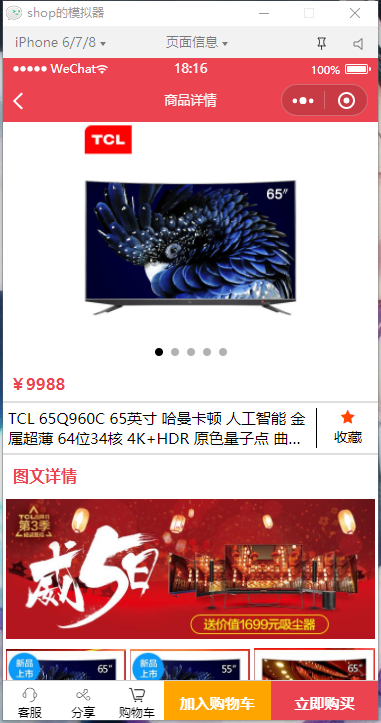 shop的模拟器
iPhone 6/7/8
页面信息
WeChat
18:16
100%
商品详情
TCL
65”
￥9988
TCL 65Q960C 65英寸 哈曼卡顿 人工智能 金
属超薄 64位34核 4K+HDR 原色量子点 曲...
收藏
图文详情
第3季
威5日
送价值1699元吸尘器
新品
上市
65”
新品
上市
55”
65”
客服
分享
购物车
加入购物车
立即购买